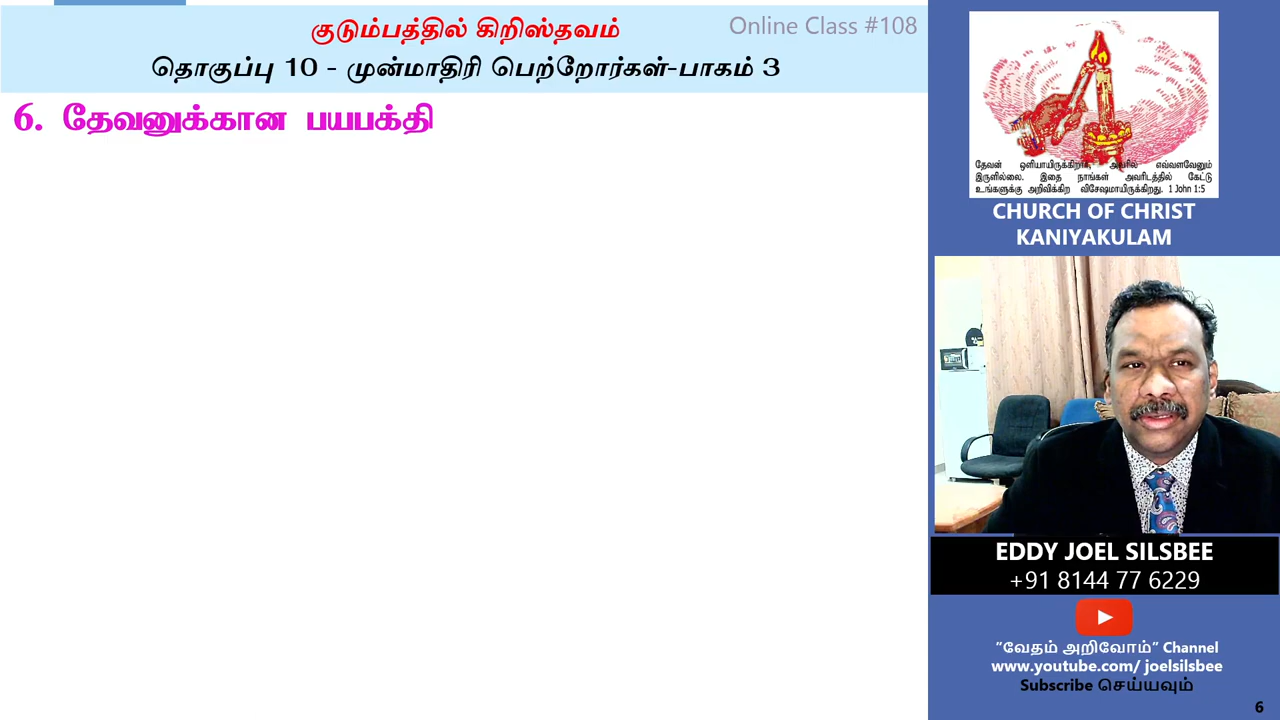 குடும்பத்தில் கிறிஸ்தவம்
Online Class #108
தொகுப்பு 10 - முன்மாதிரி பெற்றோர்கள்-பாகம் 3
6. தேவனுக்கான பயபக்தி
தேவன் ஒளியாயிருக்கிறார், அவரில் எவ்வளவேனும்
இருளில்லை. இதை நாங்கள் அவரிடத்தில் கேட்டு
உங்களுக்கு அறிவிக்கிற விசேஷமாயிருக்கிறது. 1 John 1:5
CHURCH OF CHRIST
KANIYAKULAM
EDDY JOEL SILSBEE
+91 8144 77 6229
"வேதம் அறிவோம்" Channel
www.youtube.com/ joelsilsbee
Subscribe செய்யவும்
6